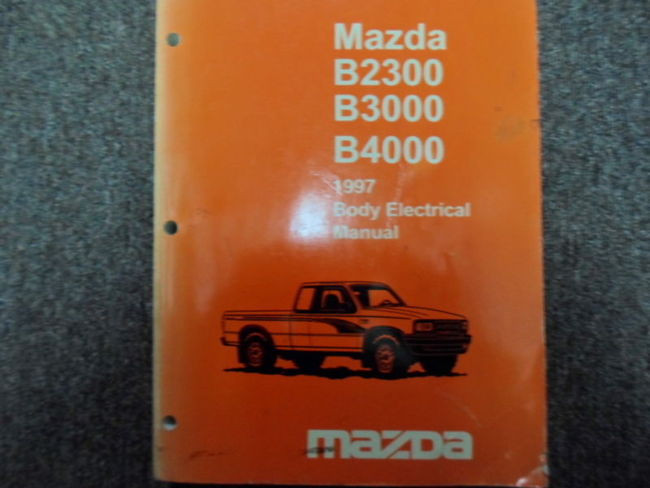 Mazda
B2300
B3000
B4000
1997
Body Electrical
Manual
mazda